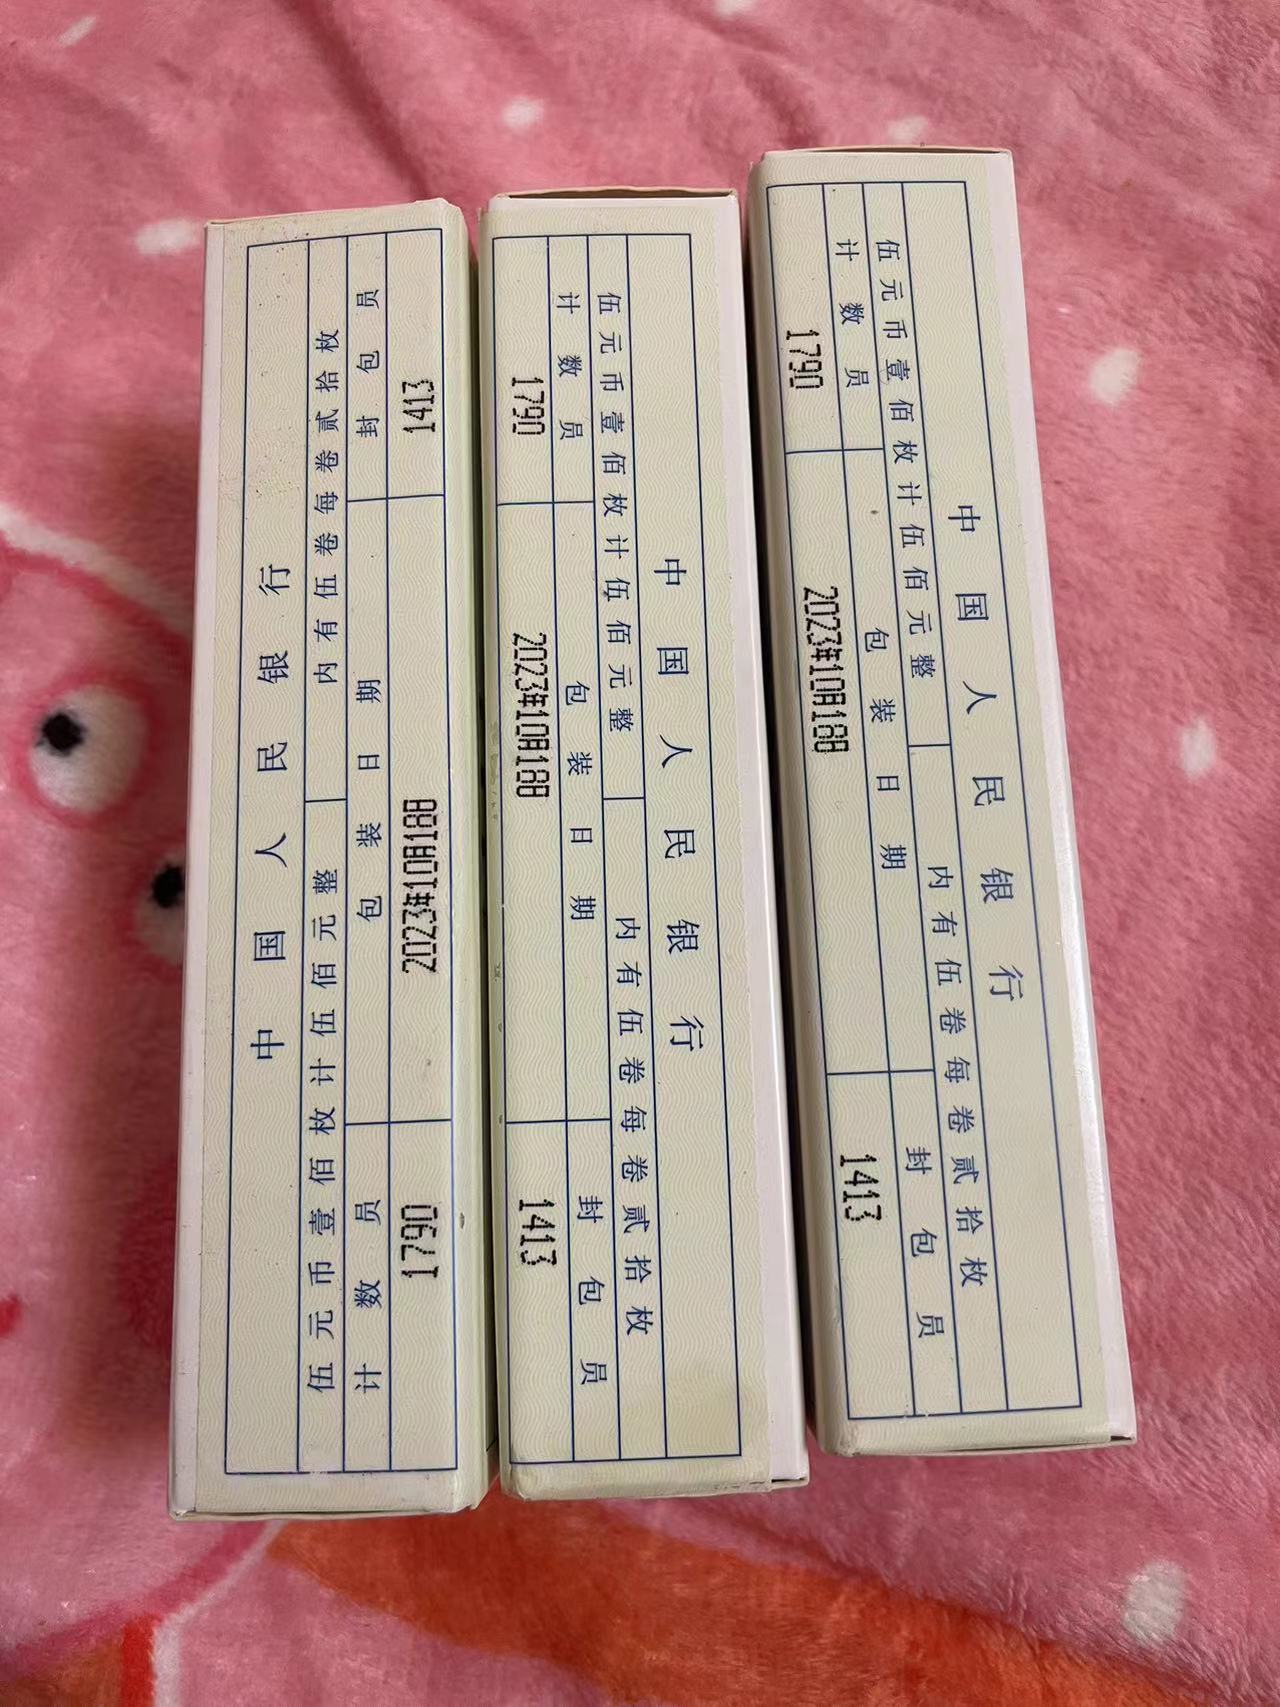 中国人民银行
伍元币壹佰枚计伍佰元整 内有伍卷每卷贰拾枚
计数员 包装日期 封包员
1790 2023年10月18日 1413
中国人民银行
伍元币壹佰枚计伍佰元整 内有伍卷每卷贰拾枚
计数员 包装日期 封包员
1790 2023年10月18日 1413
中国人民银行
伍元币壹佰枚计伍佰元整 内有伍卷每卷贰拾枚
计数员 包装日期 封包员
1790 2023年10月18日 1413